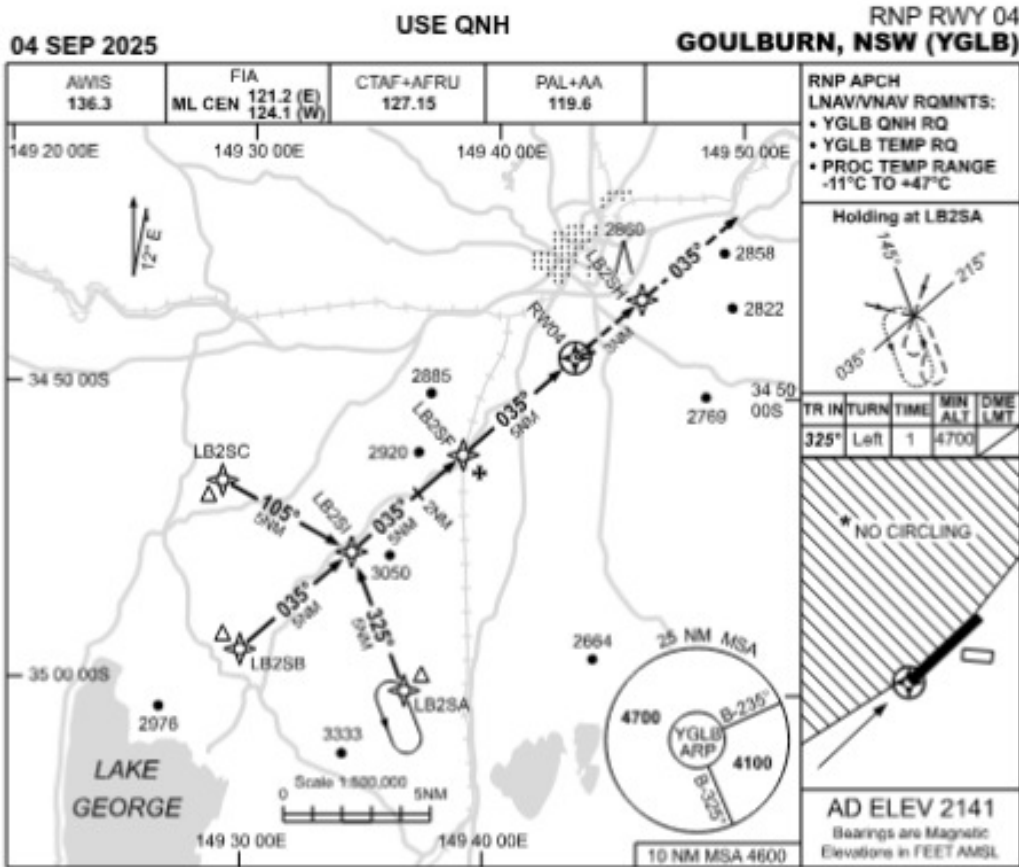 04 SEP 2025
USE QNH
RNP RWY 04
GOULBURN, NSW (YGLB)
AWIS
136.3
FIA
ML CEN 121.2 (E)
124.1 (W)
CTAF+AFRU
127.15
PAL+AA
119.6
RNP APCH
LNAV/VNAV RQMNTS:
• YGLB QNH RQ
• YGLB TEMP RQ
• PROC TEMP RANGE
-11°C TO +47°C
149 20 00E
149 30 00E
149 40 00E
149 50 00E
12° E
2860
LB2SH
035°
2858
2822
RW04
3NM
34 50 00S
34 50
00S
2885
2769
LB2SF
035°
5NM
2920
LB2SC
105°
5NM
LB2SI
035°
5NM
2NM
3050
035°
5NM
LB2SB
325°
5NM
LB2SA
35 00 00S
2976
3333
2664
LAKE
GEORGE
Scale 1:500,000
0
5NM
149 30 00E
149 40 00E
25 NM MSA
4700
YGLB
ARP
B-235°
4100
B-325°
10 NM MSA 4600
Holding at LB2SA
145°
215°
035°
TR IN
TURN
TIME
MIN
ALT
DME
LMT
325°
Left
1
4700
* NO CIRCLING
AD ELEV 2141
Bearings are Magnetic
Elevations in FEET AMSL